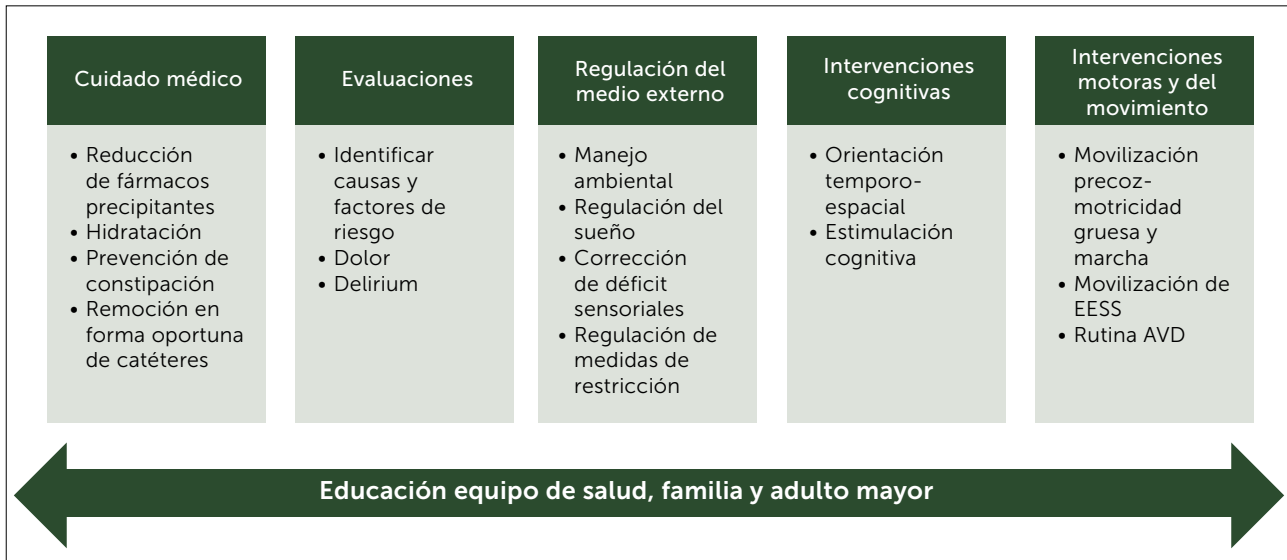 Cuidado médico
• Reducción
de fármacos
precipitantes
• Hidratación
• Prevención de
constipación
• Remoción en
forma oportuna
de catéteres
Evaluaciones
• Identificar
causas y
factores de
riesgo
• Dolor
• Delirium
Regulación del
medio externo
• Manejo
ambiental
• Regulación del
sueño
• Corrección
de déficit
sensoriales
• Regulación de
medidas de
restricción
Intervenciones
cognitivas
• Orientación
temporo-
espacial
• Estimulación
cognitiva
Intervenciones
motoras y del
movimiento
• Movilización
precoz-
motricidad
gruesa y
marcha
• Movilización de
EESS
• Rutina AVD
Educación equipo de salud, familia y adulto mayor